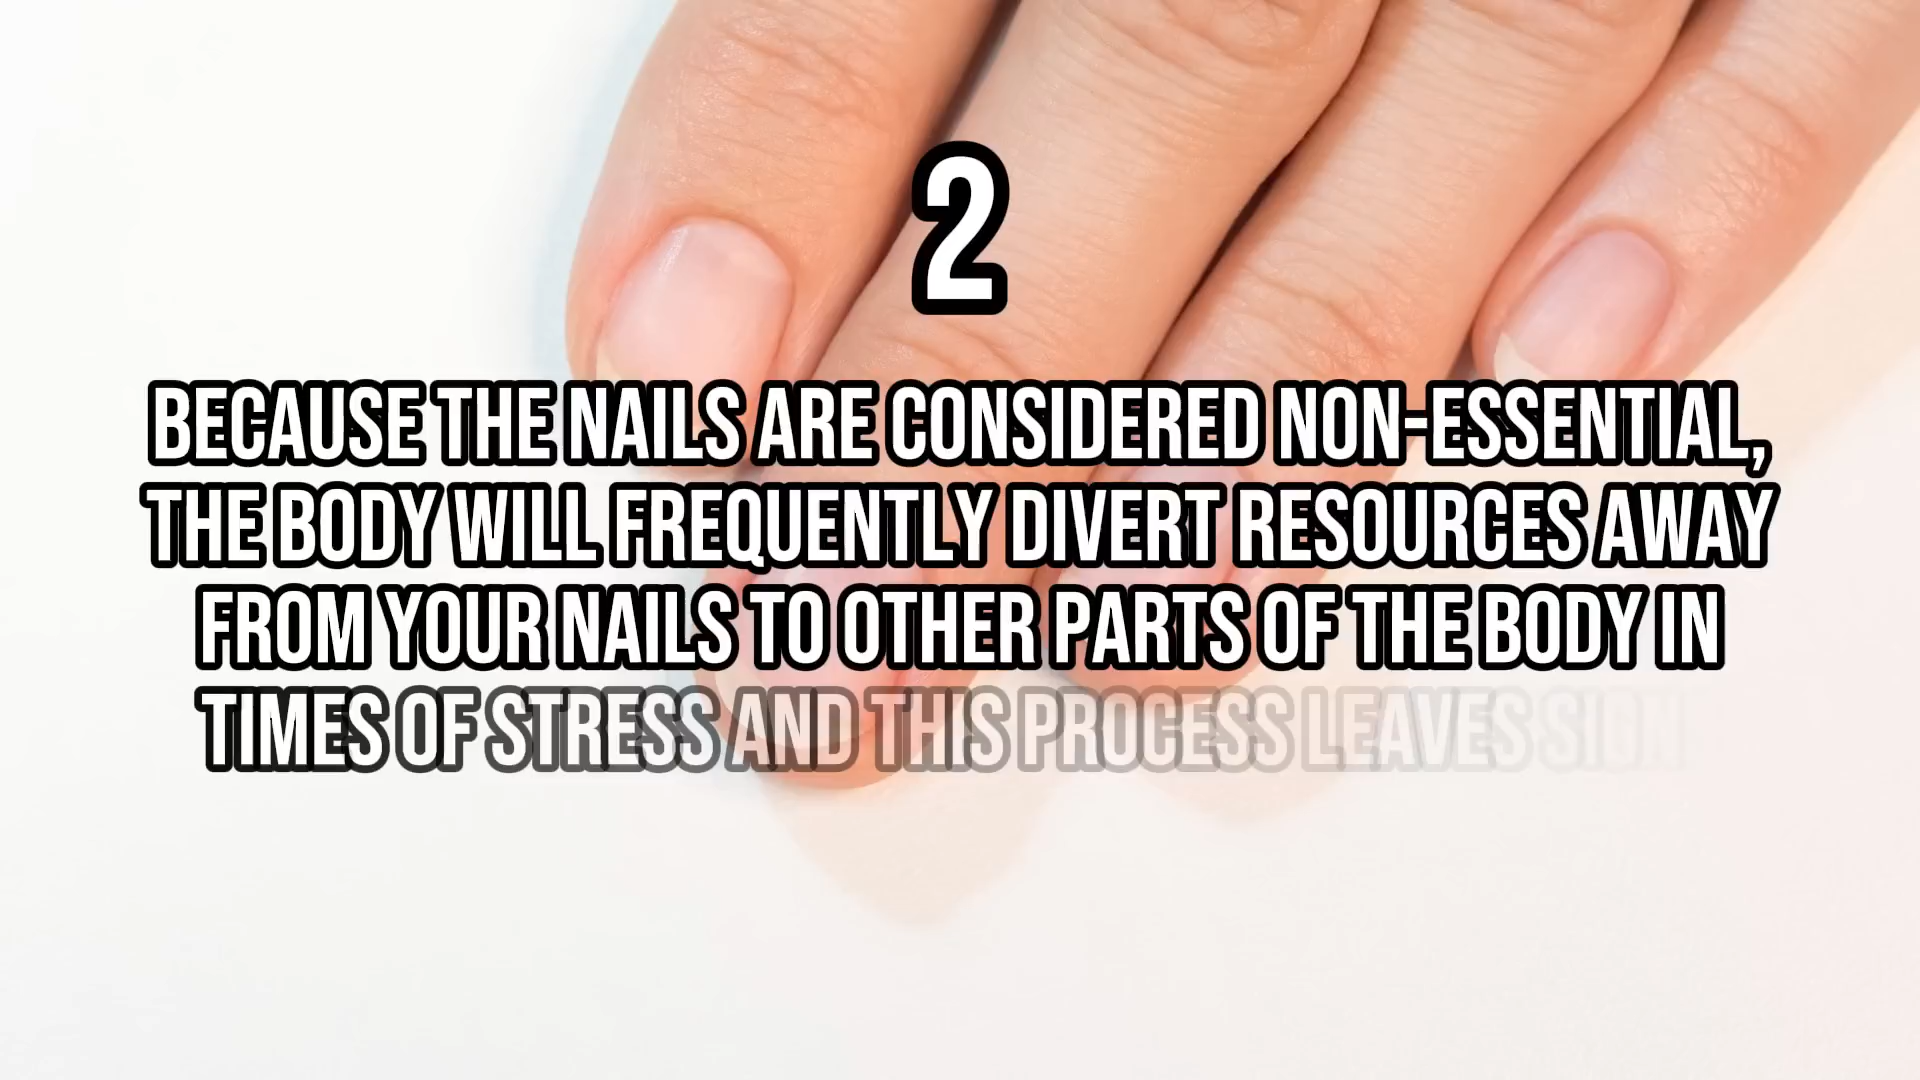 2
BECAUSE THE NAILS ARE CONSIDERED NON-ESSENTIAL,
THE BODY WILL FREQUENTLY DIVERT RESOURCES AWAY
FROM YOUR NAILS TO OTHER PARTS OF THE BODY IN
TIMES OF STRESS AND THIS PROCESS LEAVES